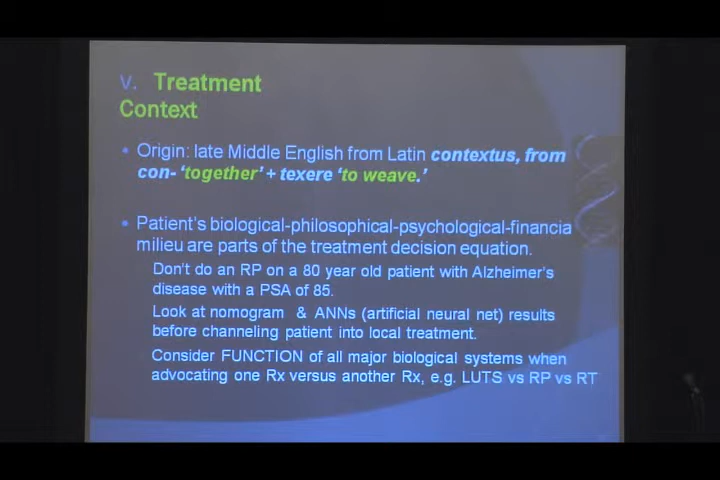 v. Treatment
Context
• Origin: late Middle English from Latin contextus, from
con- ‘together’ + texere ‘to weave.’
• Patient’s biological-philosophical-psychological-financia
milieu are parts of the treatment decision equation.
Don’t do an RP on a 80 year old patient with Alzheimer’s
disease with a PSA of 85.
Look at nomogram & ANNs (artificial neural net) results
before channeling patient into local treatment.
Consider FUNCTION of all major biological systems when
advocating one Rx versus another Rx, e.g. LUTS vs RP vs RT